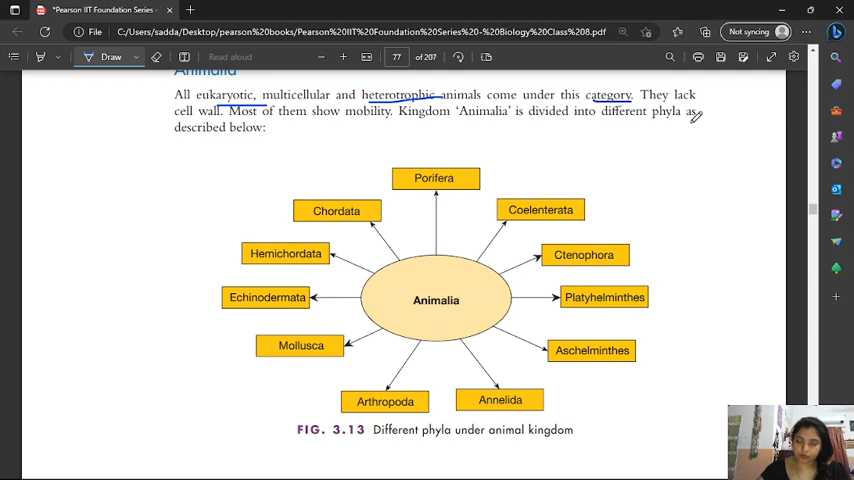 *Pearson IIT Foundation Series -
File C:/Users/sadda/Desktop/pearson%20books/Pearson%20IIT%20Foundation%20Series%20-%20Biology%20Class%208.pdf
Not syncing
Draw
Read aloud
77 of 207
Animalia
All eukaryotic, multicellular and heterotrophic animals come under this category. They lack
cell wall. Most of them show mobility. Kingdom ‘Animalia’ is divided into different phyla as
described below:
Porifera
Chordata
Coelenterata
Hemichordata
Ctenophora
Echinodermata
Platyhelminthes
Animalia
Mollusca
Aschelminthes
Arthropoda
Annelida
FIG. 3.13 Different phyla under animal kingdom